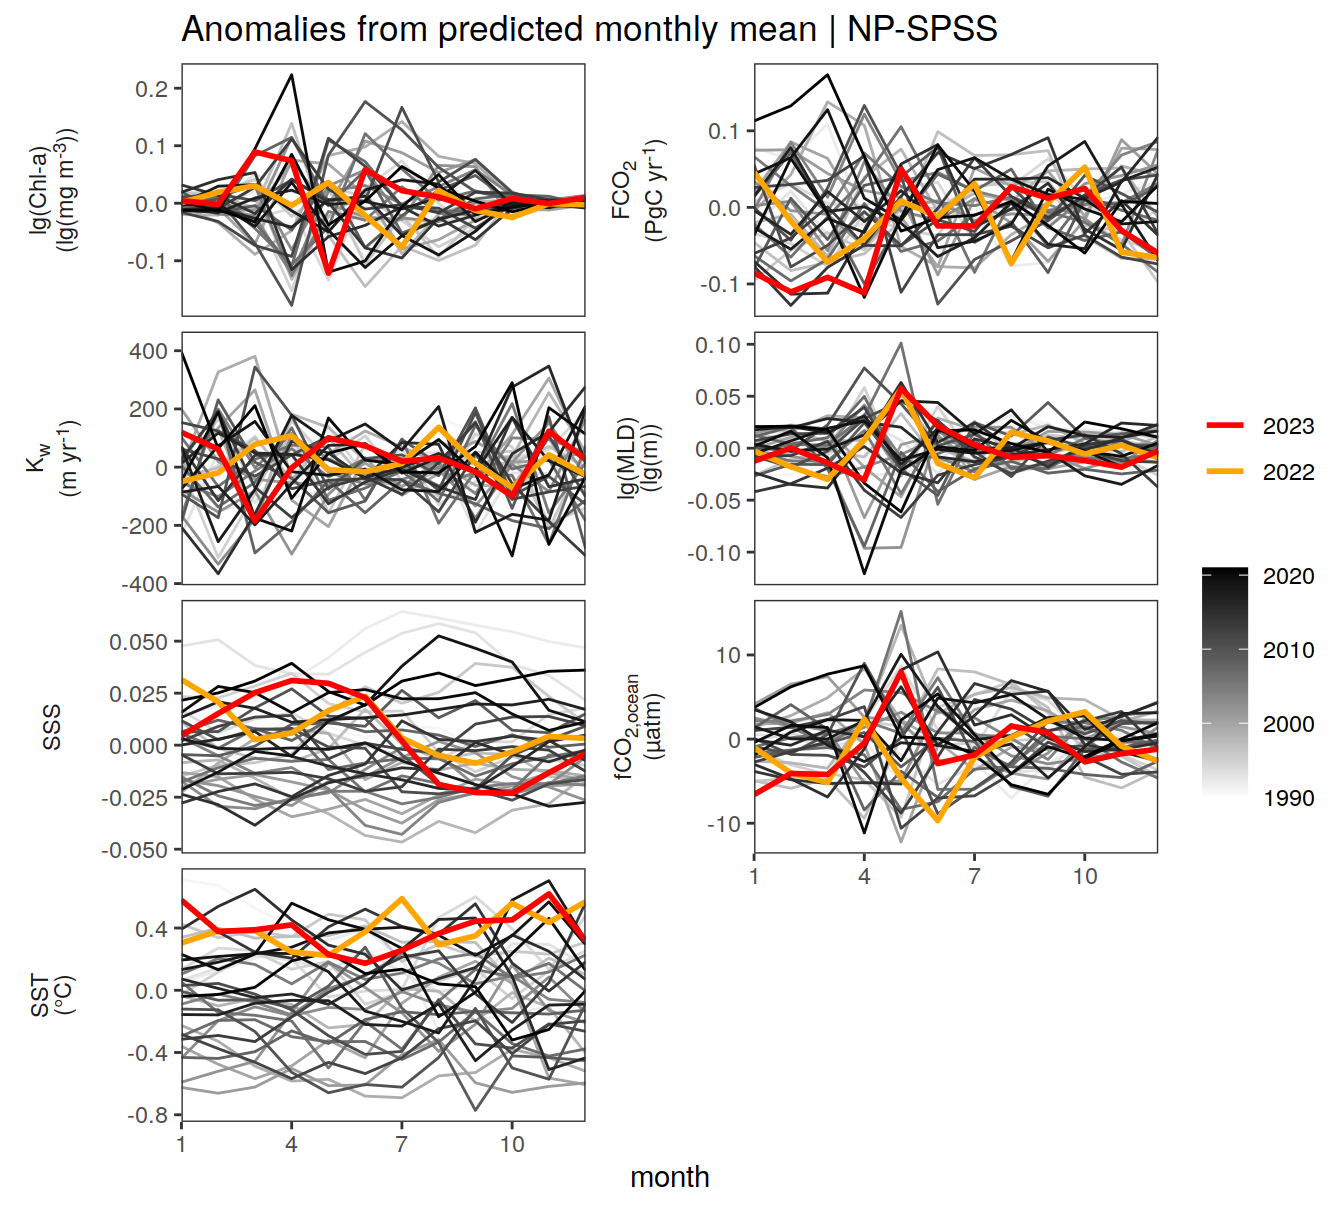 Anomalies from predicted monthly mean | NP-SPSS
lg(Chl-a)
(lg(mg m⁻³))
0.2
0.1
0.0
-0.1
FCO₂
(PgC yr⁻¹)
0.1
0.0
-0.1
Kw
(m yr⁻¹)
400
200
0
-200
-400
lg(MLD)
(lg(m))
0.10
0.05
0.00
-0.05
-0.10
SSS
0.050
0.025
0.000
-0.025
-0.050
fCO2,ocean
(µatm)
10
0
-10
1 4 7 10
SST
(°C)
0.4
0.0
-0.4
-0.8
1 4 7 10
month
2023
2022
2020
2010
2000
1990